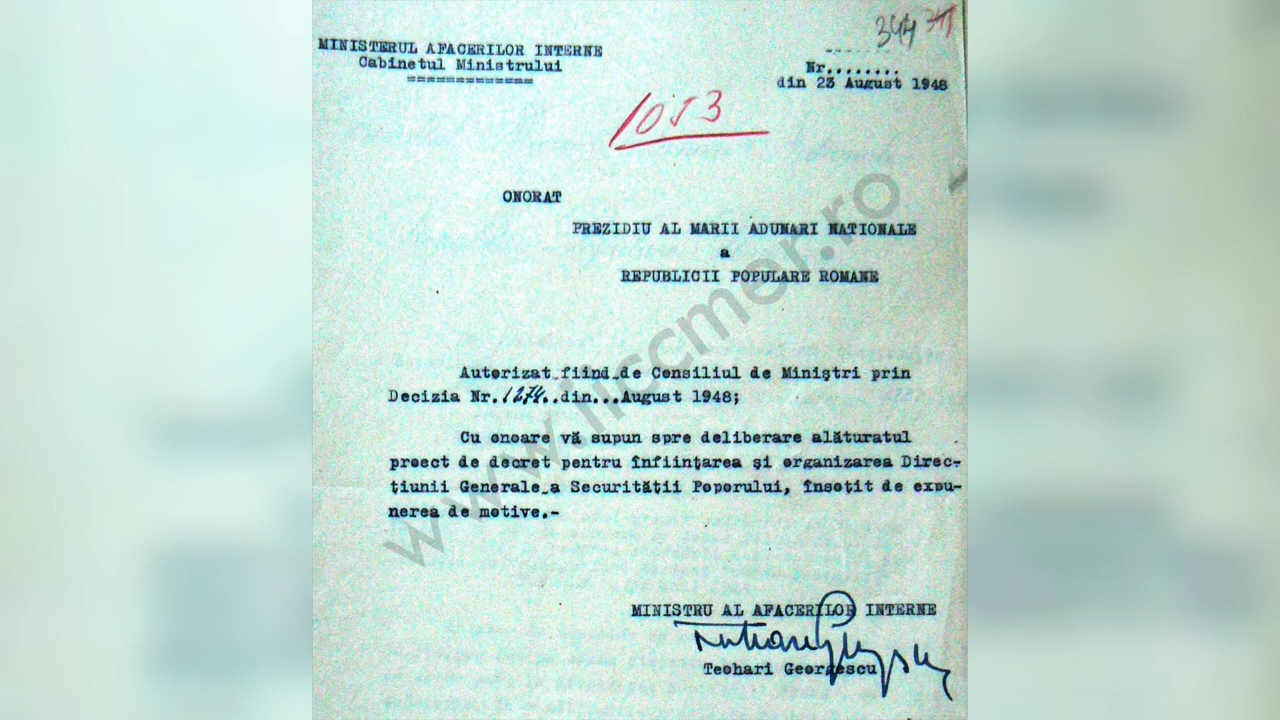 344 341
MINISTERUL AFACERILOR INTERNE
Cabinetul Ministrului
=============
Nr........
din 23 August 1948
1053
ONORAT
PREZIDIU AL MARII ADUNARI NATIONALE
a
REPUBLICII POPULARE ROMANE
Autorizat fiind de Consiliul de Miniştri prin
Decizia Nr.1274..din...August 1948;
Cu onoare vă supun spre deliberare alăturatul
proect de decret pentru înfiinţarea şi organizarea Direc-
ţiunii Generale a Securităţii Poporului, însoţit de expu-
nerea de motive.-
MINISTRU AL AFACERILOR INTERNE
Teohari Georgescu
www.iiccmer.ro